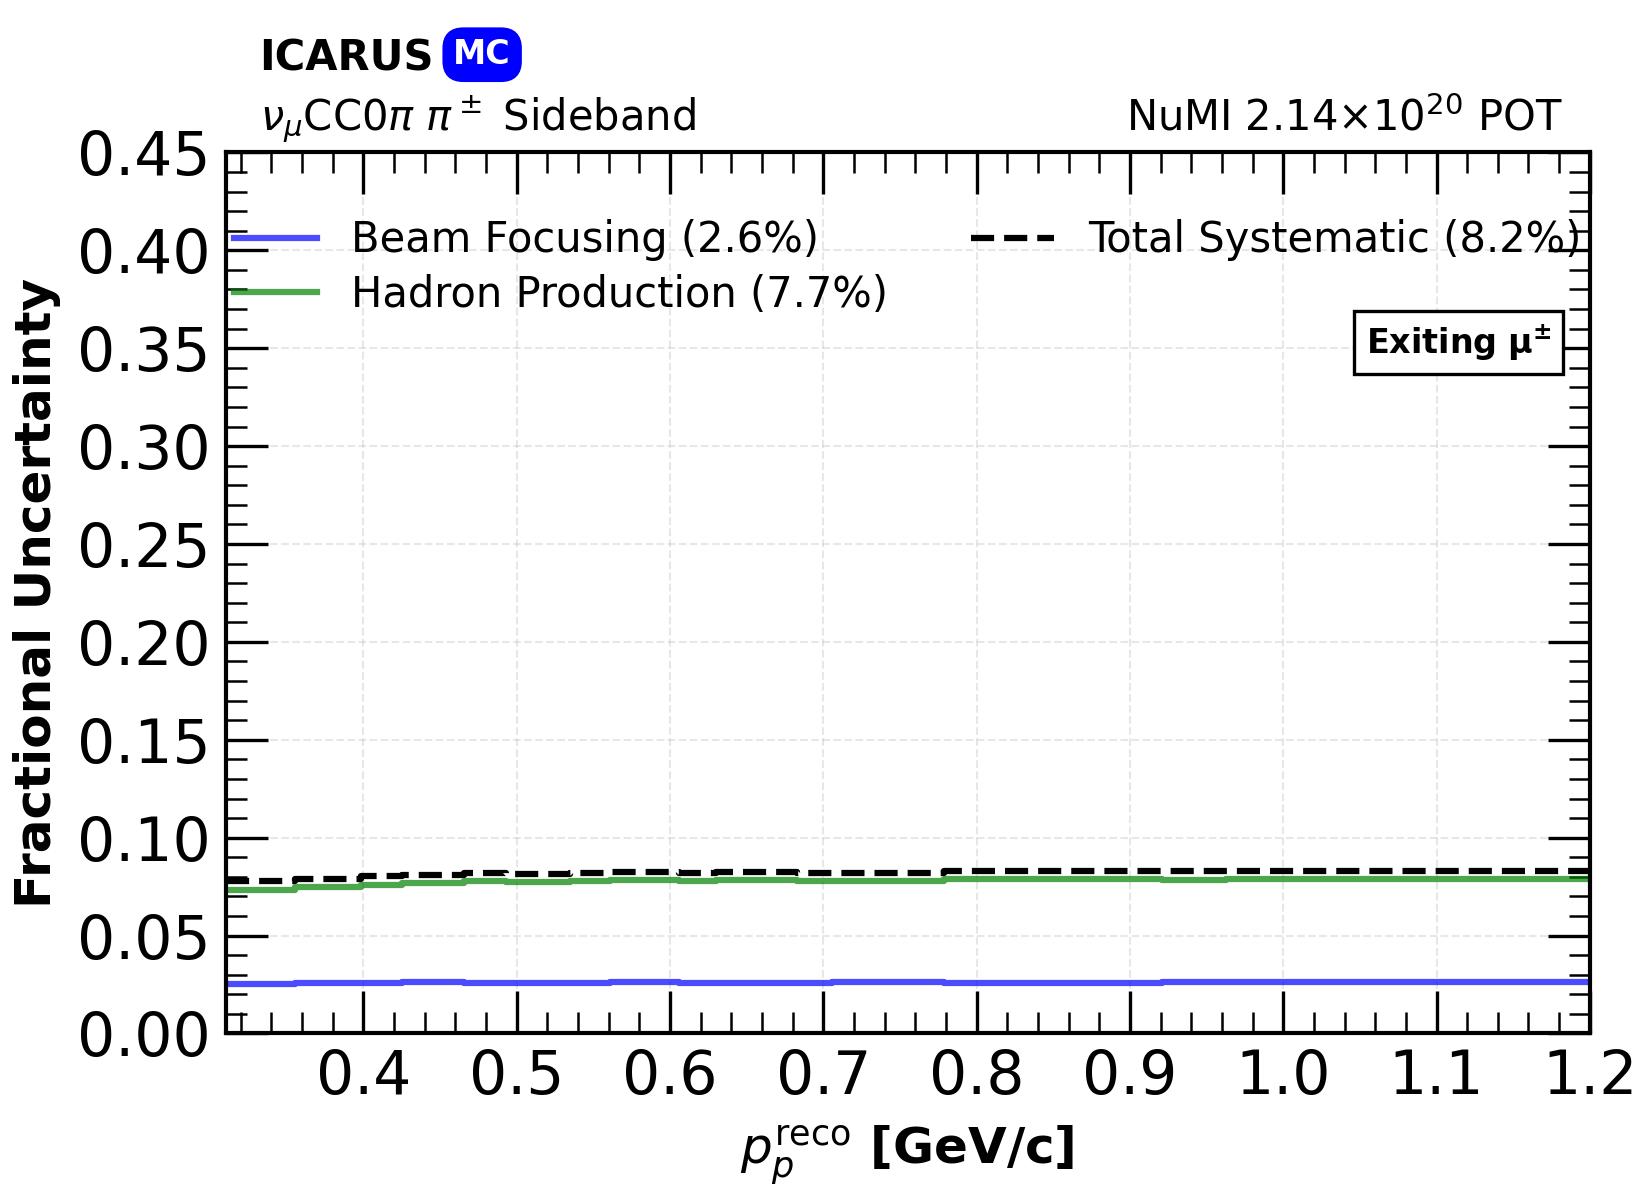 ICARUS MC
νμCC0π π± Sideband
NuMI 2.14×10²⁰ POT
Beam Focusing (2.6%)
Hadron Production (7.7%)
Total Systematic (8.2%)
Exiting μ±
Fractional Uncertainty
0.45
0.40
0.35
0.30
0.25
0.20
0.15
0.10
0.05
0.00
0.4 0.5 0.6 0.7 0.8 0.9 1.0 1.1 1.2
p_p^reco [GeV/c]